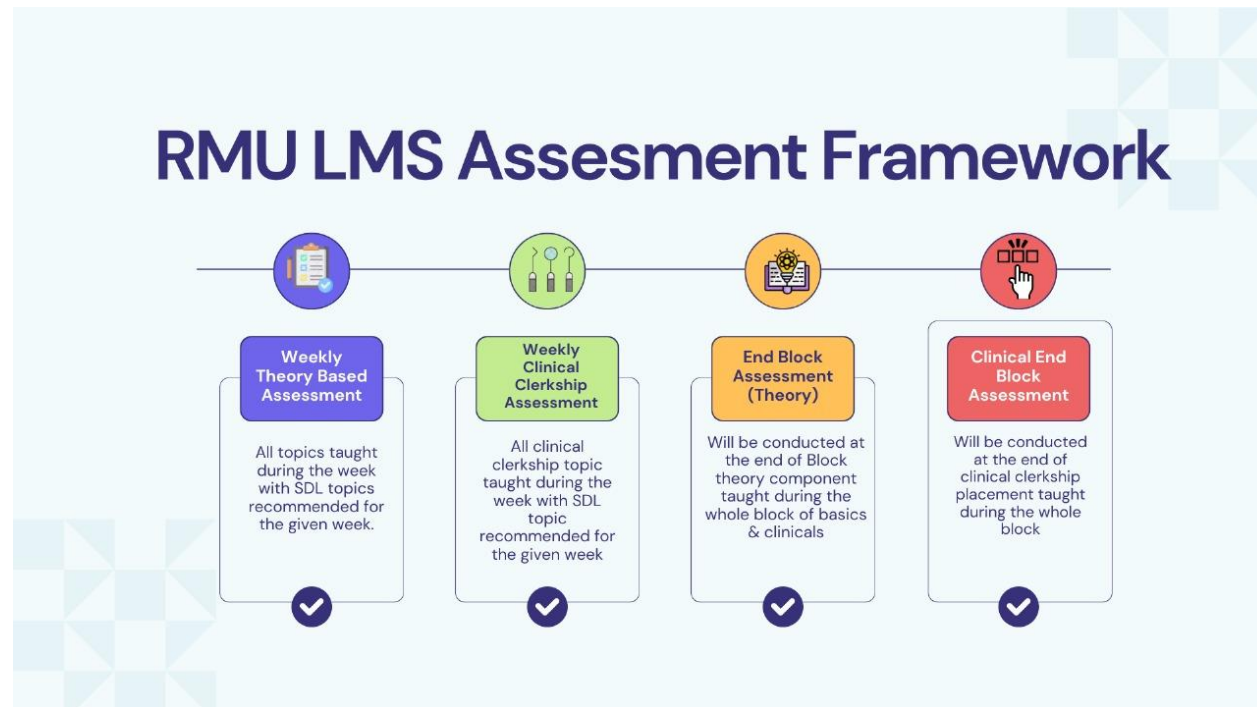 RMU LMS Assesment Framework
Weekly
Theory Based
Assessment
All topics taught
during the week
with SDL topics
recommended for
the given week.
Weekly
Clinical
Clerkship
Assessment
All clinical
clerkship topic
taught during the
week with SDL
topic
recommended for
the given week
End Block
Assessment
(Theory)
Will be conducted at
the end of Block
theory component
taught during the
whole block of basics
& clinicals
Clinical End
Block
Assessment
Will be conducted
at the end of
clinical clerkship
placement taught
during the whole
block